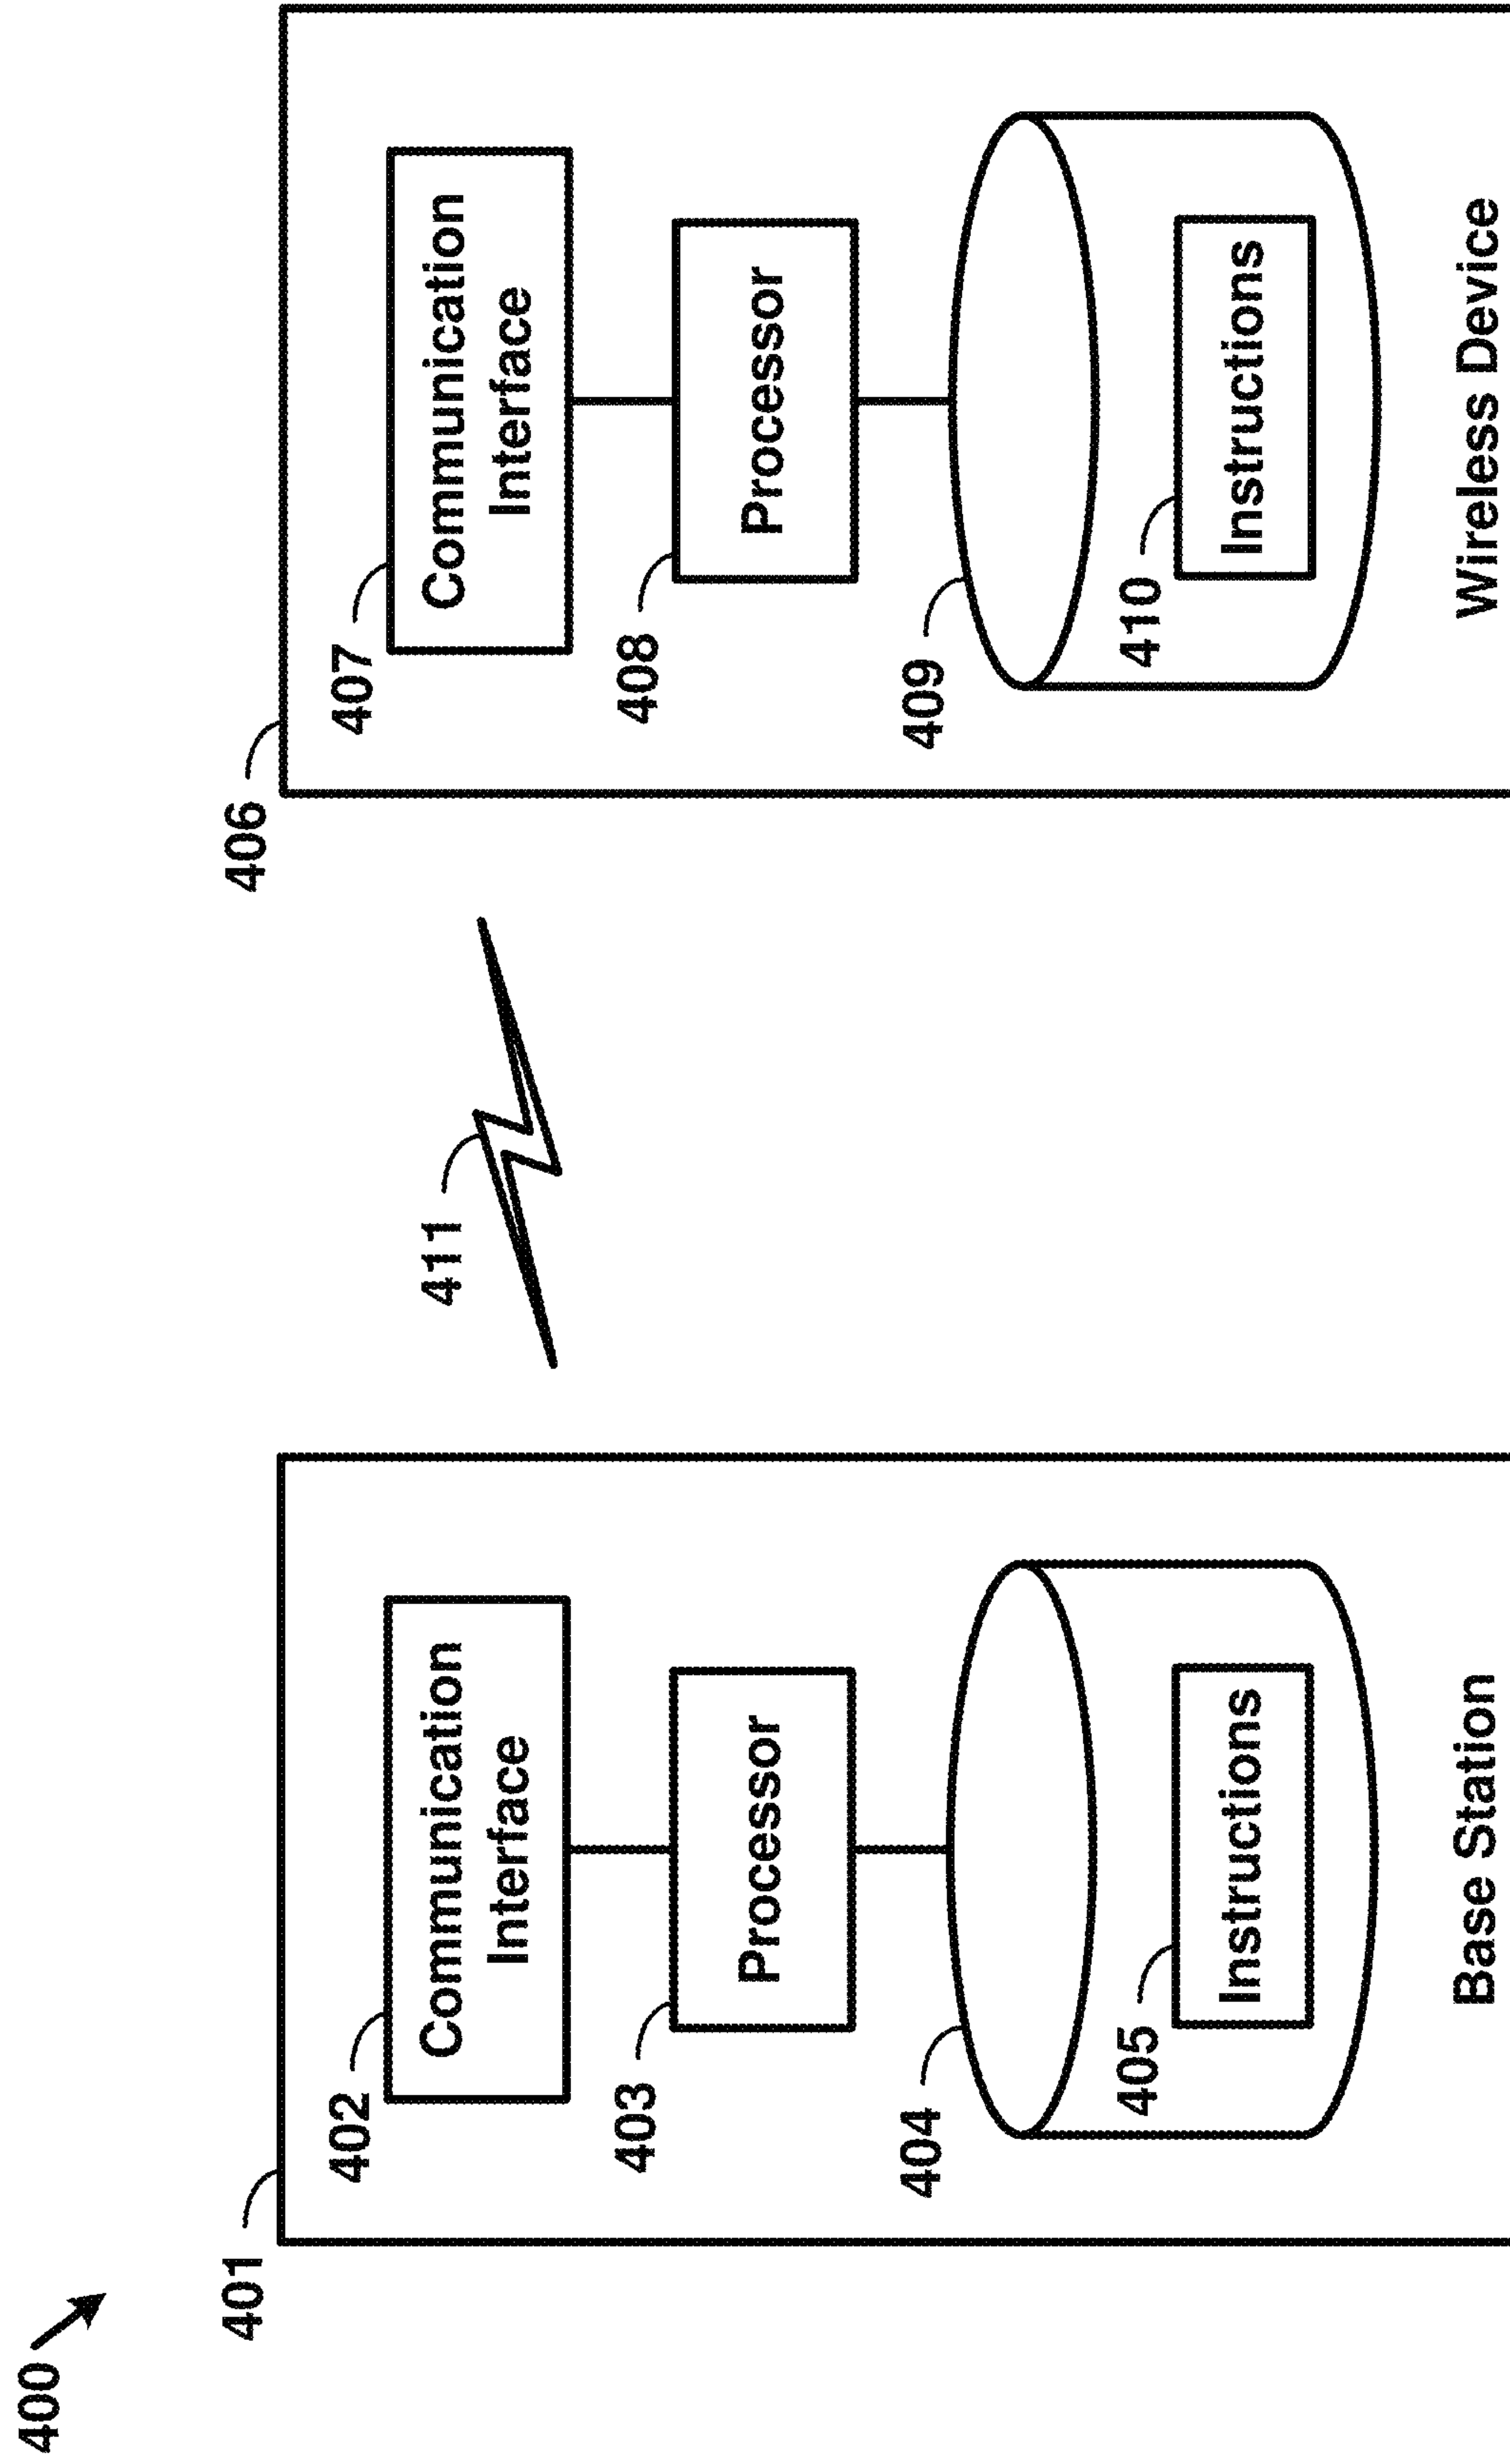 400
401
402
Communication
Interface
403
Processor
404
405
Instructions
Base Station
411
406
407
Communication
Interface
408
Processor
409
410
Instructions
Wireless Device